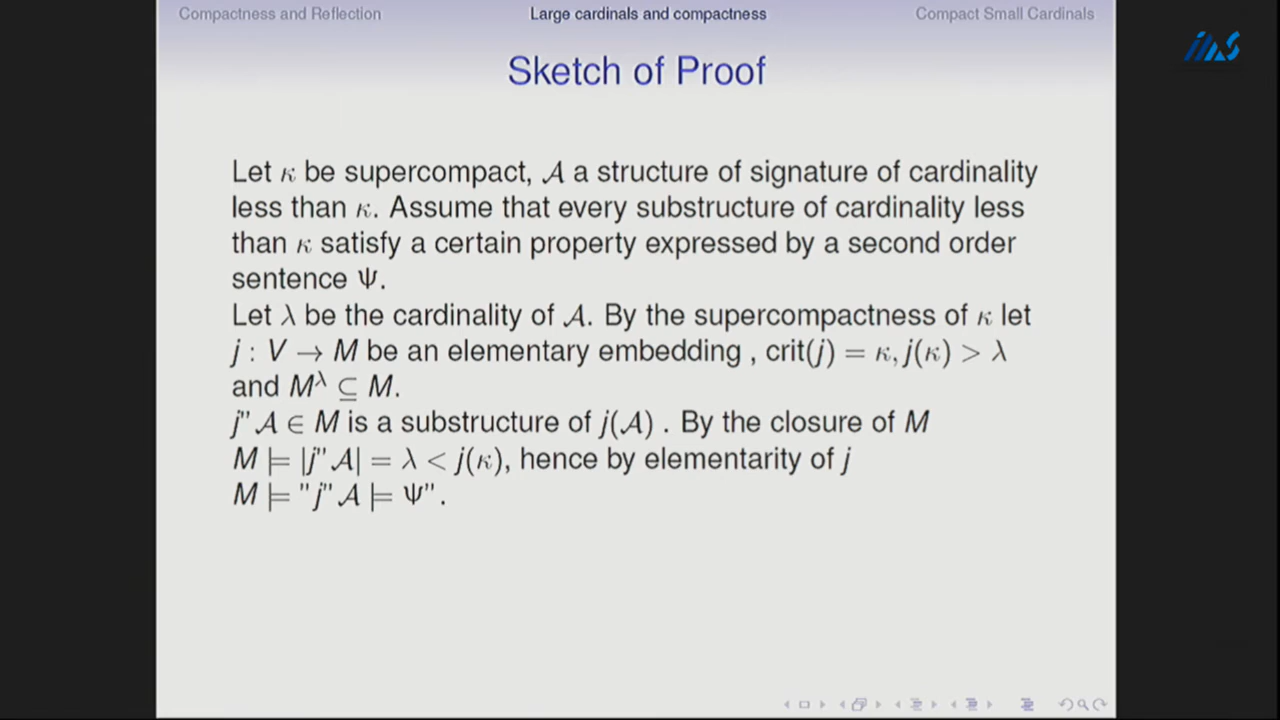 Compactness and Reflection Large cardinals and compactness Compact Small Cardinals
IIAS
Sketch of Proof
Let κ be supercompact, 𝒜 a structure of signature of cardinality
less than κ. Assume that every substructure of cardinality less
than κ satisfy a certain property expressed by a second order
sentence Ψ.
Let λ be the cardinality of 𝒜. By the supercompactness of κ let
j : V → M be an elementary embedding , crit(j) = κ, j(κ) > λ
and M^λ ⊆ M.
j" 𝒜 ∈ M is a substructure of j(𝒜) . By the closure of M
M ⊨ |j" 𝒜| = λ < j(κ), hence by elementarity of j
M ⊨ "j" 𝒜 ⊨ Ψ".